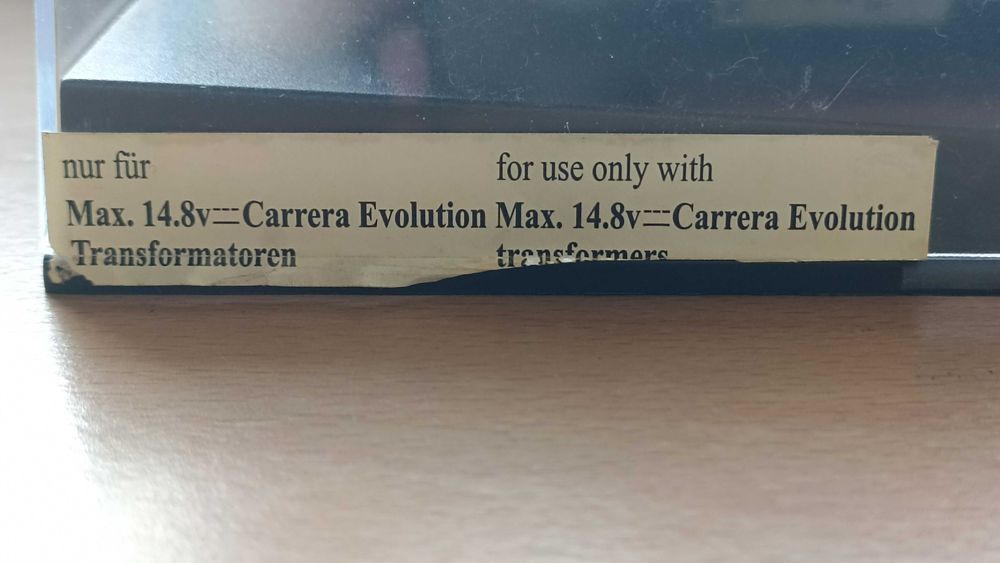 nur für
Max. 14.8v⎓Carrera Evolution
Transformatoren
for use only with
Max. 14.8v⎓Carrera Evolution
transformers